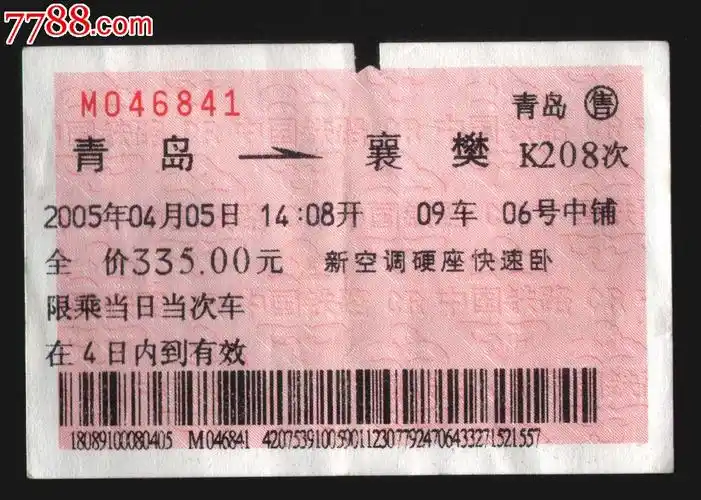 7788.com
M046841
青岛 售
青岛 → 襄樊 K208次
2005年04月05日 14:08开 09车 06号中铺
全 价335.00元 新空调硬座快速卧
限乘当日当次车
在4日内到有效
18089100080405 M046841 4207539100590011230779247064332715 21557